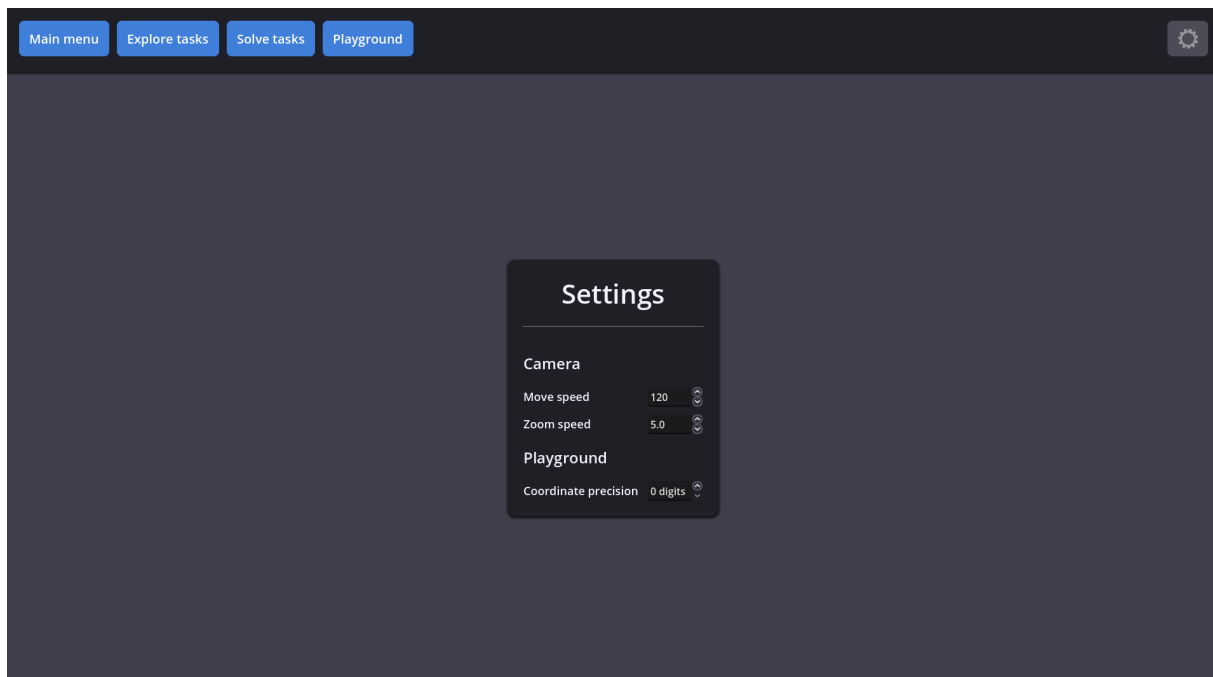 Main menu Explore tasks Solve tasks Playground
Settings
Camera
Move speed 120
Zoom speed 5.0
Playground
Coordinate precision 0 digits